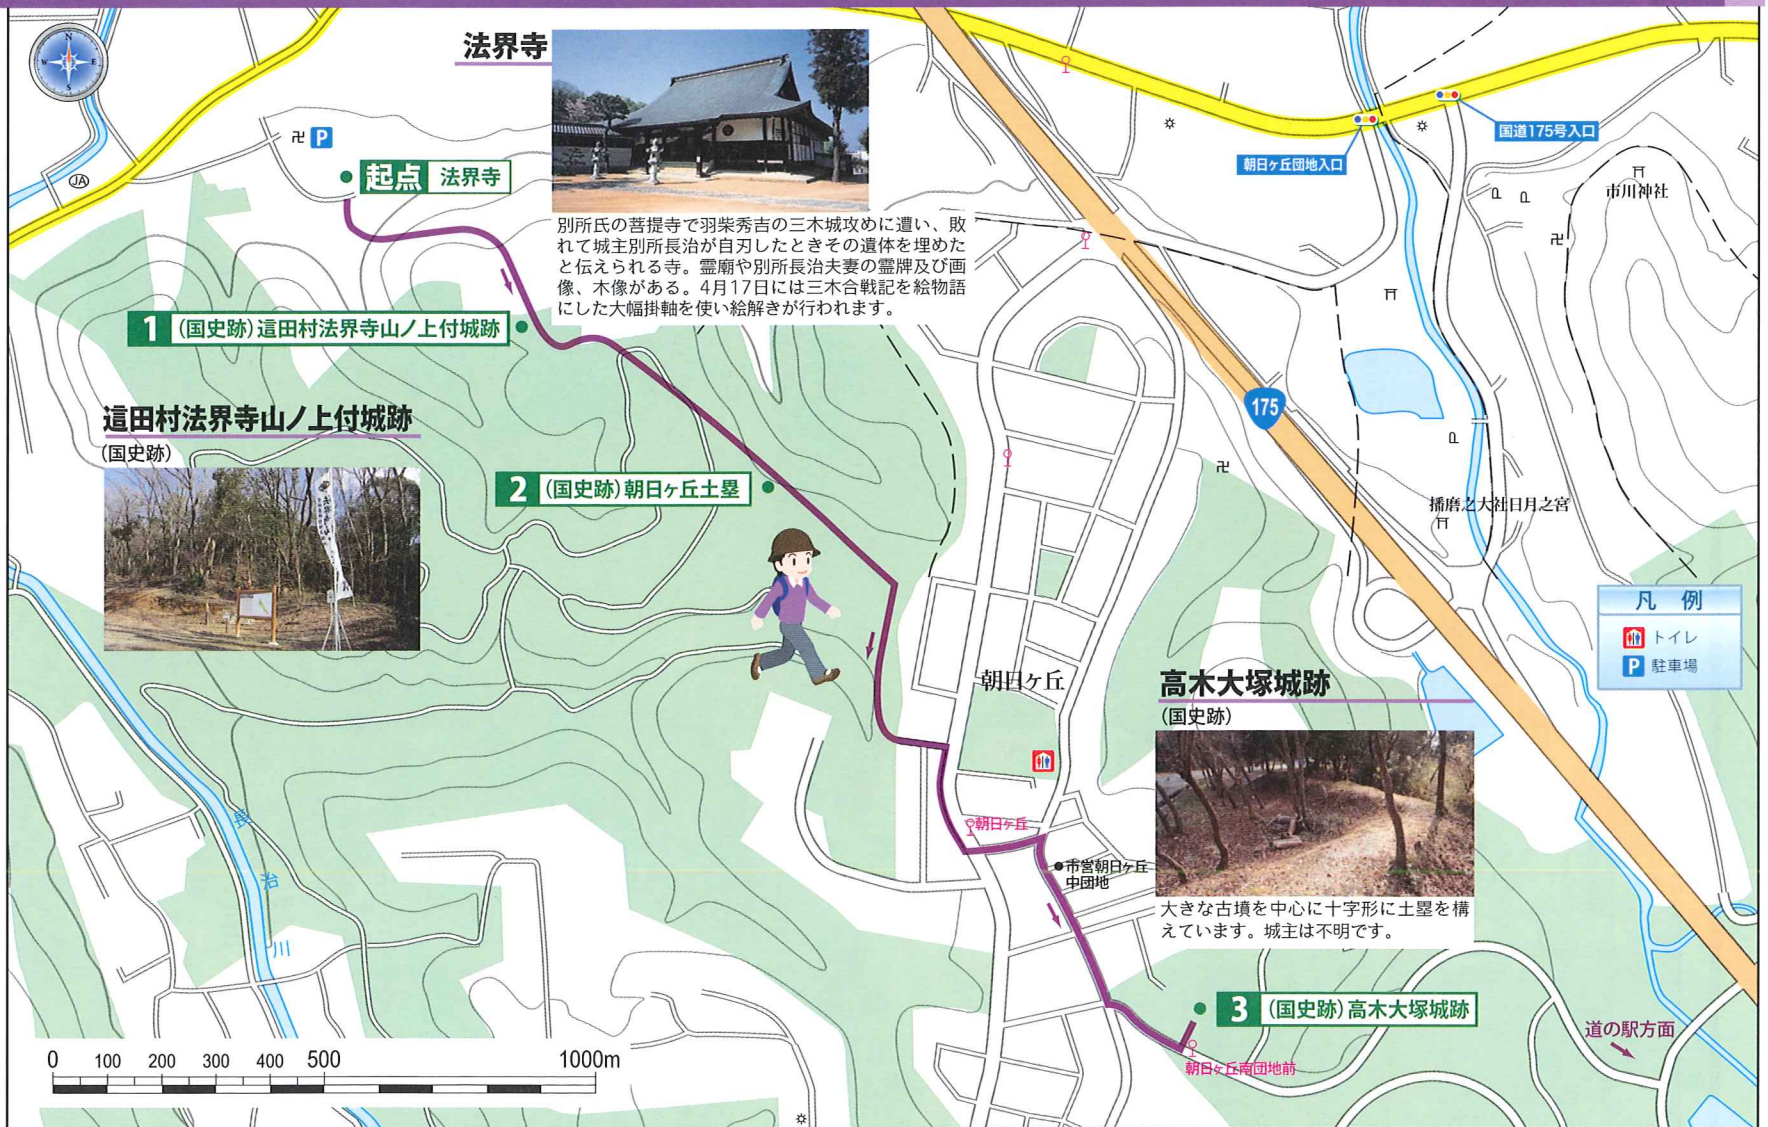 N
W
E
S
法界寺
別所氏の菩提寺で羽柴秀吉の三木城攻めに遭い、敗
れて城主別所長治が自刃したときその遺体を埋めた
と伝えられる寺。霊廟や別所長治夫妻の霊牌及び画
像、木像がある。4月17日には三木合戦記を絵物語
にした大幅掛軸を使い絵解きが行われます。
P
JA
起点 法界寺
国道175号入口
朝日ヶ丘団地入口
市川神社
1 (国史跡)這田村法界寺山ノ上付城跡
這田村法界寺山ノ上付城跡
(国史跡)
175
2 (国史跡)朝日ヶ丘土塁
播磨之大社日月之宮
凡例
トイレ
P 駐車場
朝日ヶ丘
高木大塚城跡
(国史跡)
大きな古墳を中心に十字形に土塁を構
えています。城主は不明です。
朝日ヶ丘
市営朝日ヶ丘
中団地
長治川
3 (国史跡)高木大塚城跡
朝日ヶ丘南団地前
道の駅方面
0 100 200 300 400 500 1000m